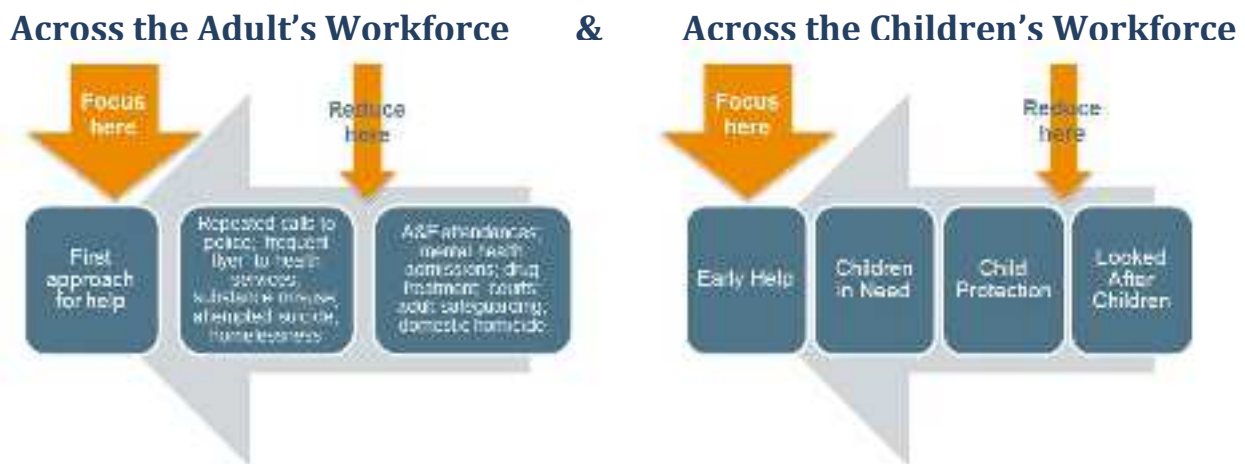 Across the Adult's Workforce & Across the Children's Workforce
Focus
here
Reduce
here
First
approach
for help
Repeated calls to
police; frequent
flyer to health
services;
substance misuse;
attempted suicide;
homelessness
A&E attendances;
mental health
admissions; drug
treatment; courts;
adult safeguarding;
domestic homicide
Focus
here
Reduce
here
Early Help
Children
in Need
Child
Protection
Looked
After
Children